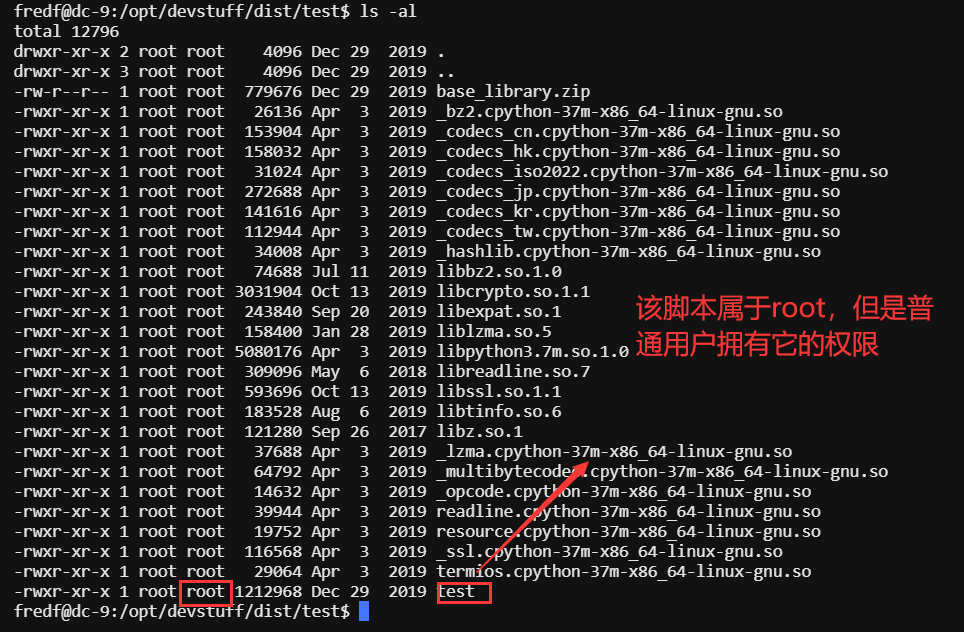 fredf@dc-9:/opt/devstuff/dist/test$ ls -al
total 12796
drwxr-xr-x 2 root root    4096 Dec 29  2019 .
drwxr-xr-x 3 root root    4096 Dec 29  2019 ..
-rw-r--r-- 1 root root  779676 Dec 29  2019 base_library.zip
-rwxr-xr-x 1 root root   26136 Apr  3  2019 _bz2.cpython-37m-x86_64-linux-gnu.so
-rwxr-xr-x 1 root root  153904 Apr  3  2019 _codecs_cn.cpython-37m-x86_64-linux-gnu.so
-rwxr-xr-x 1 root root  158032 Apr  3  2019 _codecs_hk.cpython-37m-x86_64-linux-gnu.so
-rwxr-xr-x 1 root root   31024 Apr  3  2019 _codecs_iso2022.cpython-37m-x86_64-linux-gnu.so
-rwxr-xr-x 1 root root  272688 Apr  3  2019 _codecs_jp.cpython-37m-x86_64-linux-gnu.so
-rwxr-xr-x 1 root root  141616 Apr  3  2019 _codecs_kr.cpython-37m-x86_64-linux-gnu.so
-rwxr-xr-x 1 root root  112944 Apr  3  2019 _codecs_tw.cpython-37m-x86_64-linux-gnu.so
-rwxr-xr-x 1 root root   34008 Apr  3  2019 _hashlib.cpython-37m-x86_64-linux-gnu.so
-rwxr-xr-x 1 root root   74688 Jul 11  2019 libbz2.so.1.0
-rwxr-xr-x 1 root root 3031904 Oct 13  2019 libcrypto.so.1.1
-rwxr-xr-x 1 root root  243840 Sep 20  2019 libexpat.so.1
-rwxr-xr-x 1 root root  158400 Jan 28  2019 liblzma.so.5
-rwxr-xr-x 1 root root 5080176 Apr  3  2019 libpython3.7m.so.1.0
-rwxr-xr-x 1 root root  309096 May  6  2018 libreadline.so.7
-rwxr-xr-x 1 root root  593696 Oct 13  2019 libssl.so.1.1
-rwxr-xr-x 1 root root  183528 Aug  6  2019 libtinfo.so.6
-rwxr-xr-x 1 root root  121280 Sep 26  2017 libz.so.1
-rwxr-xr-x 1 root root   37688 Apr  3  2019 _lzma.cpython-37m-x86_64-linux-gnu.so
-rwxr-xr-x 1 root root   64792 Apr  3  2019 _multibytecodec.cpython-37m-x86_64-linux-gnu.so
-rwxr-xr-x 1 root root   14632 Apr  3  2019 _opcode.cpython-37m-x86_64-linux-gnu.so
-rwxr-xr-x 1 root root   39944 Apr  3  2019 readline.cpython-37m-x86_64-linux-gnu.so
-rwxr-xr-x 1 root root   19752 Apr  3  2019 resource.cpython-37m-x86_64-linux-gnu.so
-rwxr-xr-x 1 root root  116568 Apr  3  2019 _ssl.cpython-37m-x86_64-linux-gnu.so
-rwxr-xr-x 1 root root   29064 Apr  3  2019 termios.cpython-37m-x86_64-linux-gnu.so
-rwxr-xr-x 1 root root 1212968 Dec 29  2019 test
fredf@dc-9:/opt/devstuff/dist/test$
该脚本属于root，但是普
通用户拥有它的权限